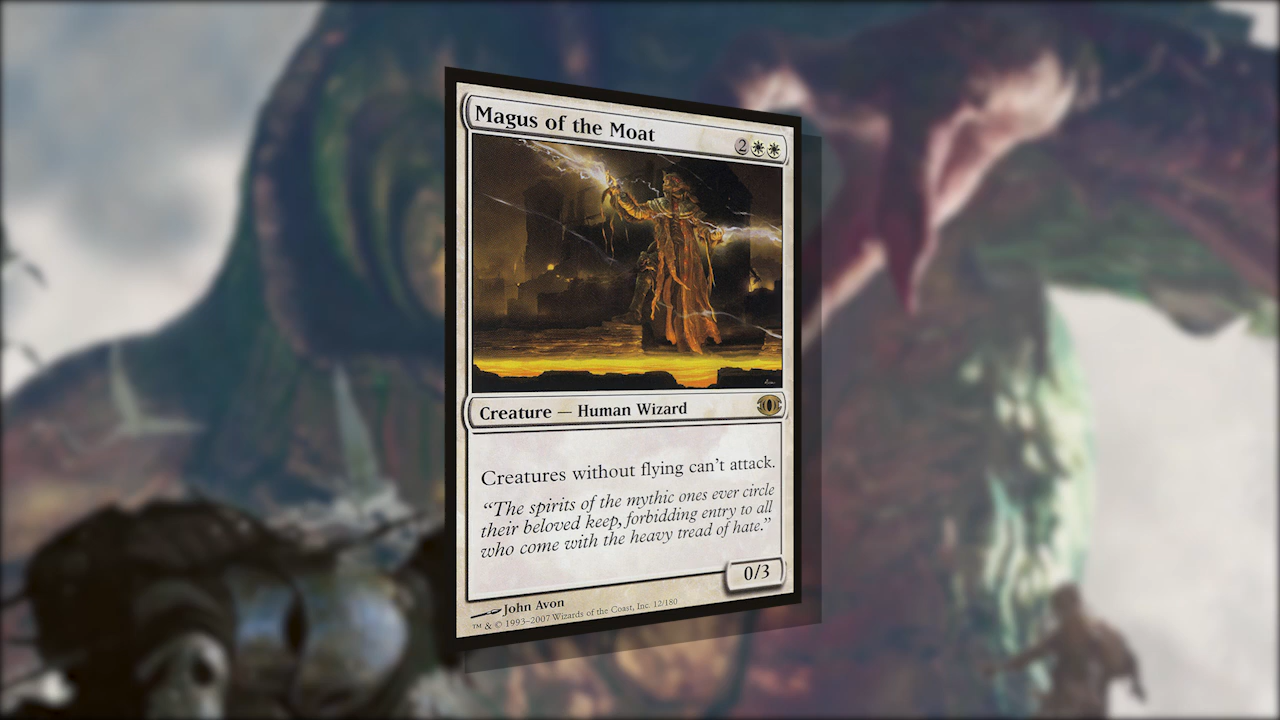 Magus of the Moat
2
Creature — Human Wizard
Creatures without flying can't attack.
“The spirits of the mythic ones ever circle
their beloved keep, forbidding entry to all
who come with the heavy tread of hate.”
0/3
John Avon
™ & © 1993–2007 Wizards of the Coast, Inc. 12/180